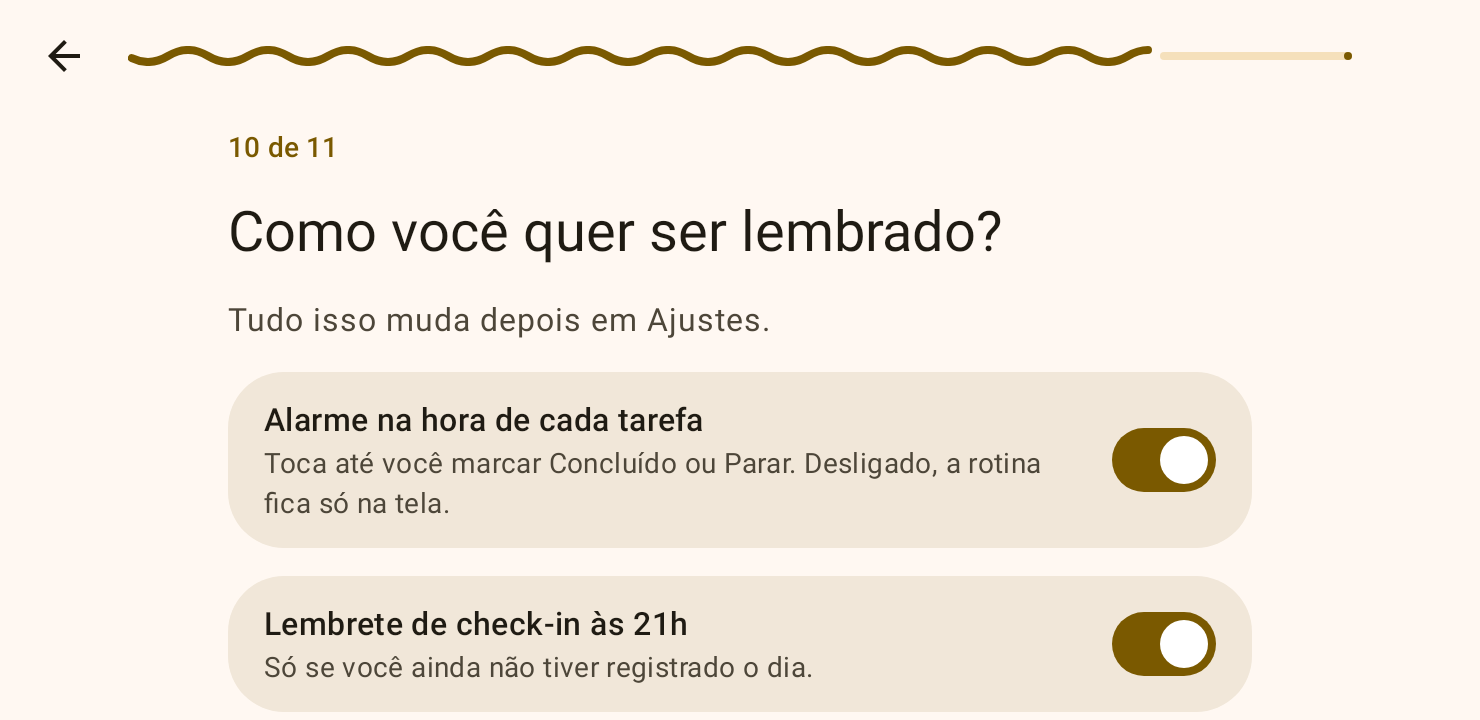 10 de 11
Como você quer ser lembrado?
Tudo isso muda depois em Ajustes.
Alarme na hora de cada tarefa
Toca até você marcar Concluído ou Parar. Desligado, a rotina
fica só na tela.
Lembrete de check-in às 21h
Só se você ainda não tiver registrado o dia.